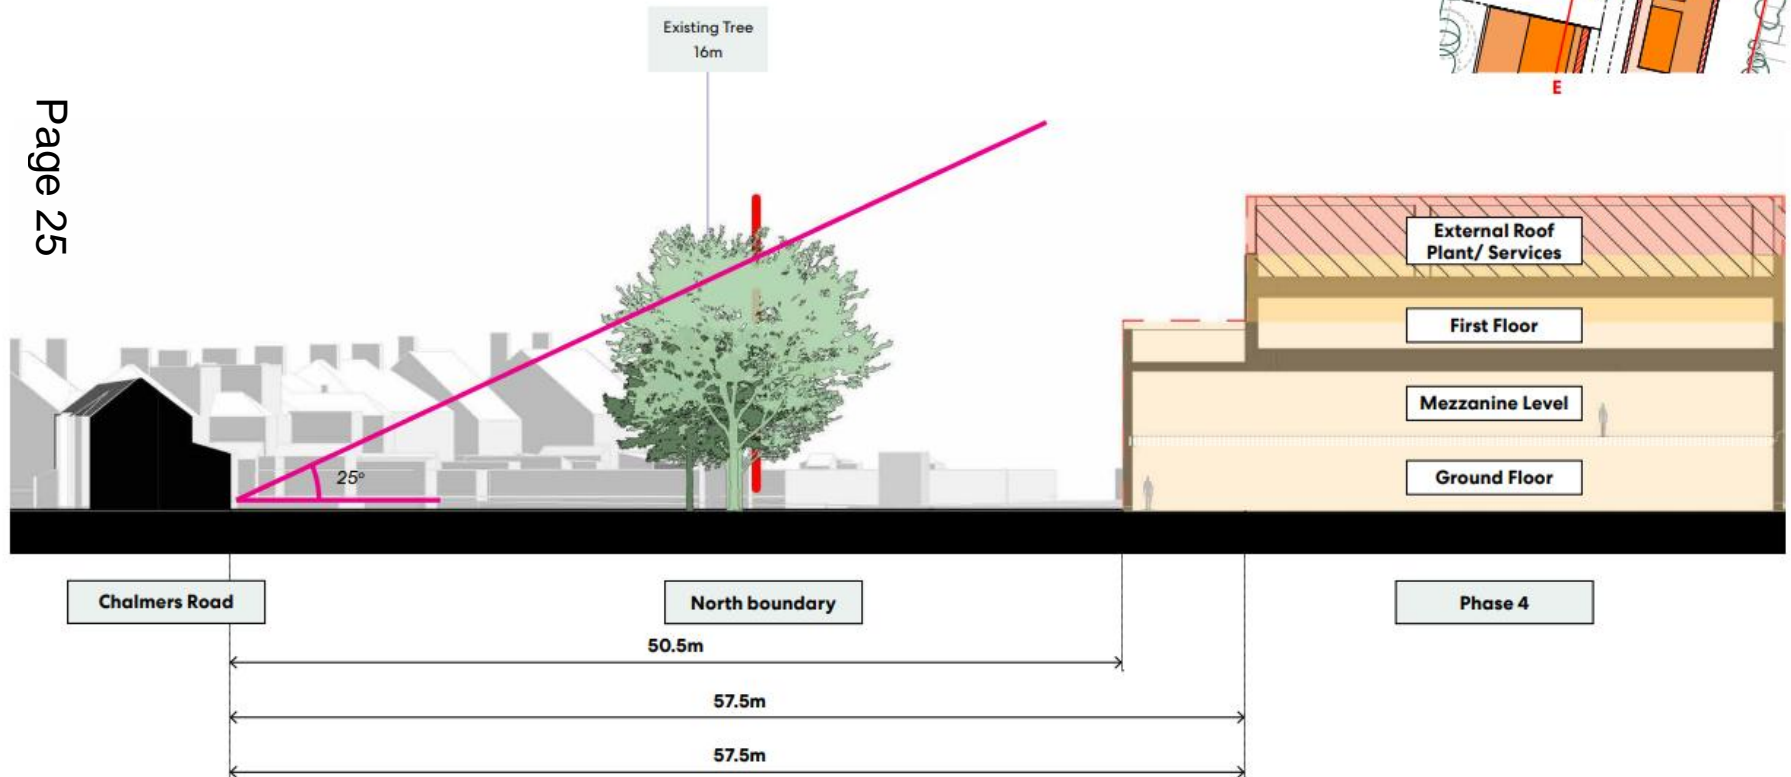 Page 25
Existing Tree
16m
E
25°
External Roof
Plant/ Services
First Floor
Mezzanine Level
Ground Floor
Chalmers Road
North boundary
Phase 4
50.5m
57.5m
57.5m